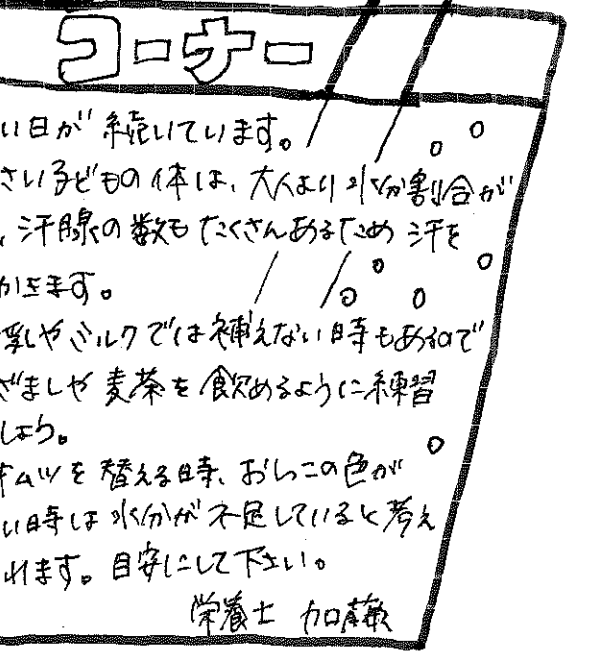 コーナー
い日が続いています。
さい子どもの体は、大人より水分割合が
、汗腺の数もたくさんあるため汗を
かきます。
乳やミルクでは補えない時もあるので
ざましや麦茶を飲めるように練習
しょう。
オムツを替える時、おしっこの色が
い時は水分が不足していると考え
れます。目安にして下さい。
栄養士 加藤